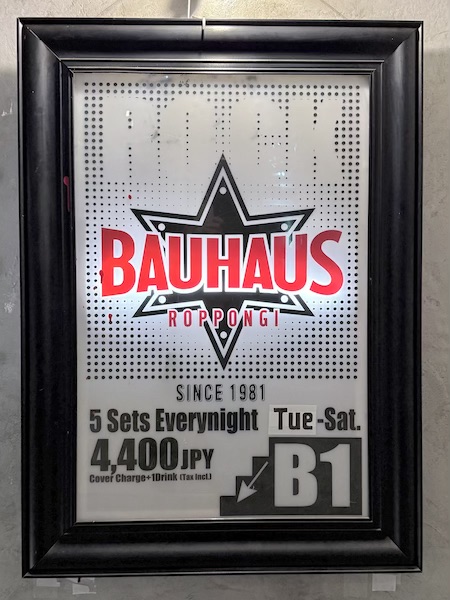 ROCK
BAUHAUS
ROPPONGI
SINCE 1981
5 Sets Everynight Tue-Sat.
4,400JPY
Cover Charge+1Drink (Tax Incl.)
B1